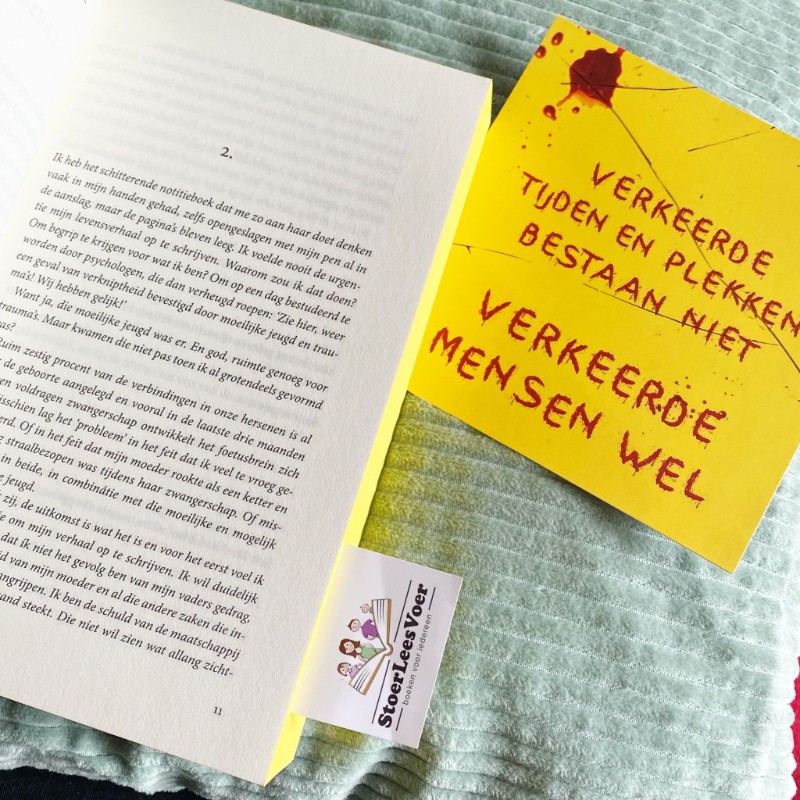 2.
Ik heb het schitterende notitieboek dat me zo aan haar doet denken
vaak in mijn handen gehad, zelfs opengeslagen met mijn pen al in
de aanslag, maar de pagina's bleven leeg. Ik voelde nooit de urgen-
tie mijn levensverhaal op te schrijven. Waarom zou ik dat doen?
Om begrip te krijgen voor wat ik ben? Om op een dag bestudeerd te
worden door psychologen, die dan verheugd roepen: 'Zie hier, weer
een geval van verkniptheid bevestigd door moeilijke jeugd en trau-
ma's! Wij hebben gelijk!'
Want ja, die moeilijke jeugd was er. En god, ruimte genoeg voor
trauma's. Maar kwamen die niet pas toen ik al grotendeels gevormd
was?
Ruim zestig procent van de verbindingen in onze hersenen is al
de geboorte aangelegd en vooral in de laatste drie maanden
en voldragen zwangerschap ontwikkelt het foetusbrein zich
isschien lag het 'probleem' in het feit dat ik veel te vroeg ge-
erd. Of in het feit dat mijn moeder rookte als een ketter en
g straalbezopen was tijdens haar zwangerschap. Of mis-
in beide, in combinatie met die moeilijke en mogelijk
e jeugd.
zij, de uitkomst is wat het is en voor het eerst voel ik
ie om mijn verhaal op te schrijven. Ik wil duidelijk
dat ík niet het gevolg ben van mijn vaders gedrag,
id van mijn moeder en al die andere zaken die in-
angrijpen. Ik ben de schuld van de maatschappij
and steekt. Die niet wil zien wat allang zicht-
11
VERKEERDE
TIJDEN EN PLEKKEN
BESTAAN NIET
VERKEERDE
MENSEN WEL
StoerLeesVoer
boeken voor iedereen